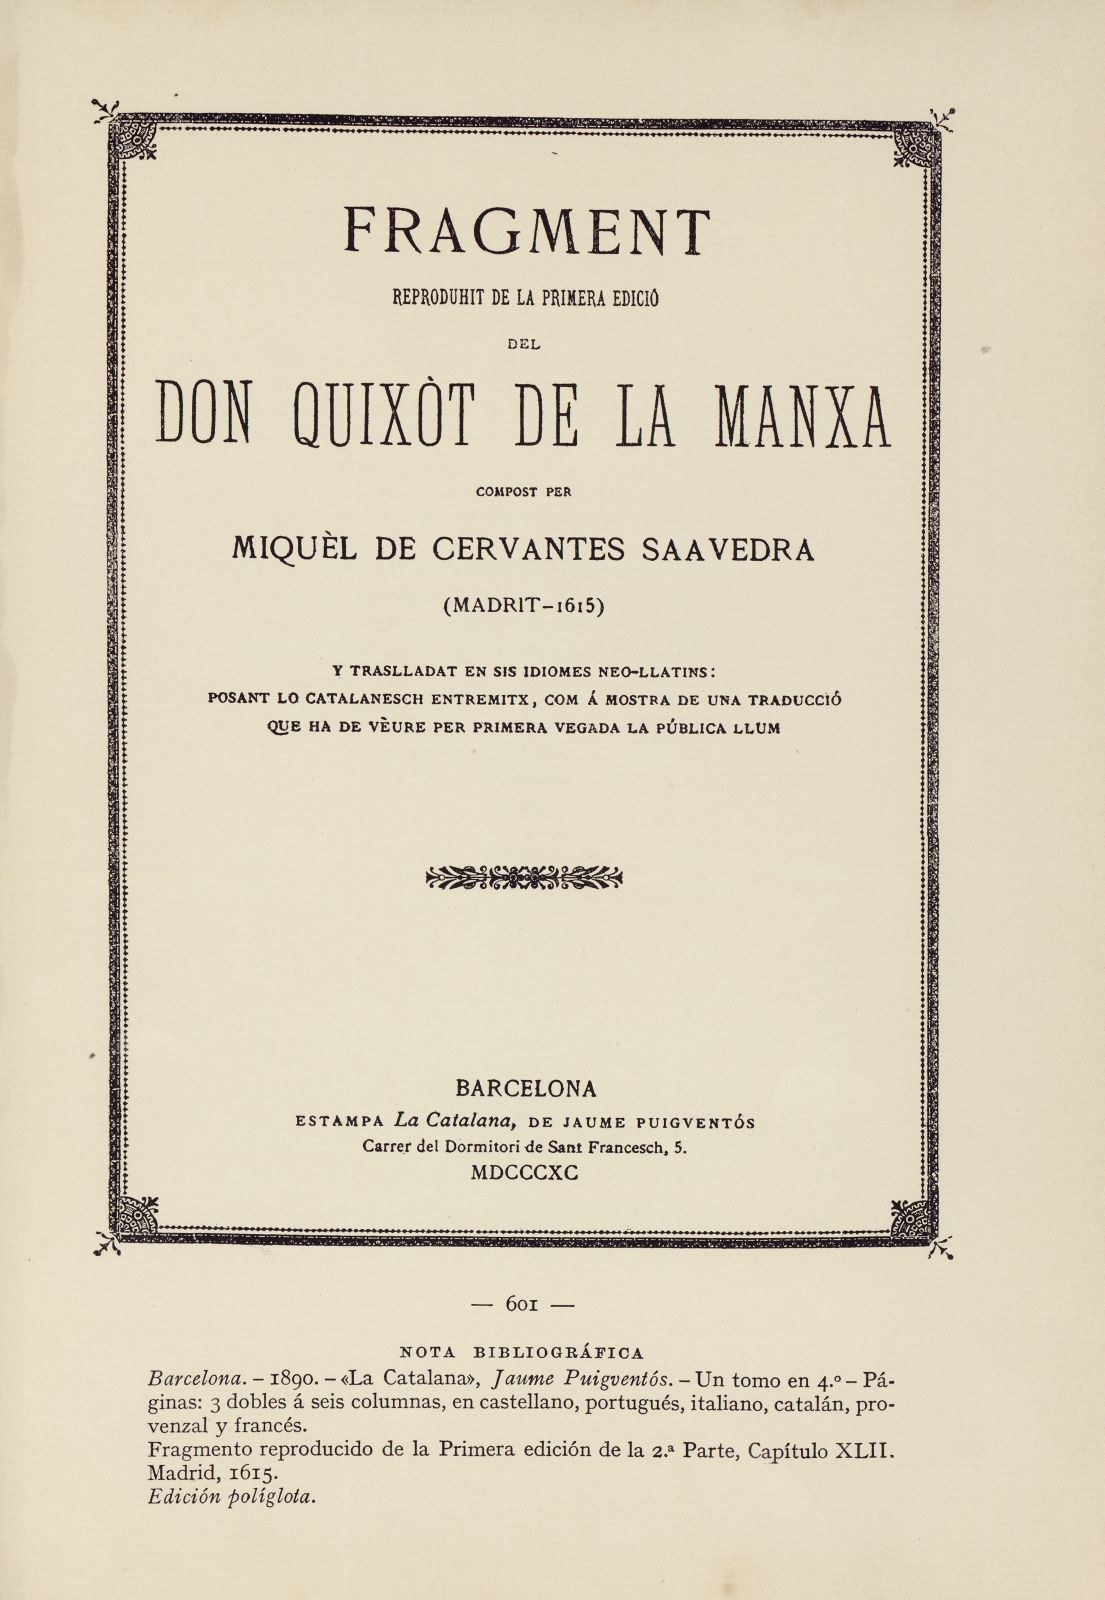 FRAGMENT
REPRODUHIT DE LA PRIMERA EDICIÓ
DEL
DON QUIXÒT DE LA MANXA
COMPOST PER
MIQUÈL DE CERVANTES SAAVEDRA
(MADRIT-1615)
Y TRASLLADAT EN SIS IDIOMES NEO-LLATINS:
POSANT LO CATALANESCH ENTREMITX, COM Á MOSTRA DE UNA TRADUCCIÓ
QUE HA DE VÈURE PER PRIMERA VEGADA LA PÚBLICA LLUM
BARCELONA
ESTAMPA La Catalana, DE JAUME PUIGVENTÓS
Carrer del Dormitori de Sant Francesch, 5.
MDCCCXC
— 601 —
NOTA BIBLIOGRÁFICA
Barcelona. – 1890. – «La Catalana», Jaume Puigventós. – Un tomo en 4.º – Pá-
ginas: 3 dobles á seis columnas, en castellano, portugués, italiano, catalán, pro-
venzal y francés.
Fragmento reproducido de la Primera edición de la 2.ª Parte, Capítulo XLII.
Madrid, 1615.
Edición políglota.